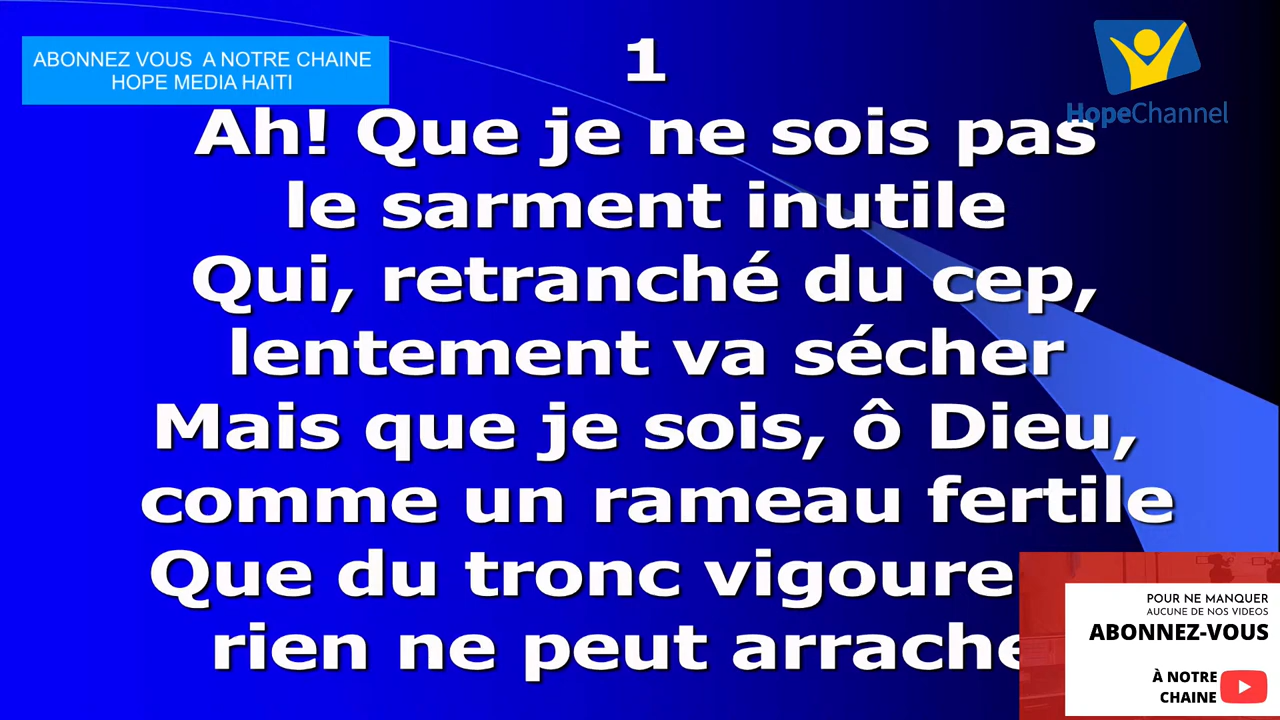 ABONNEZ VOUS A NOTRE CHAINE
HOPE MEDIA HAITI
HopeChannel
1
Ah! Que je ne sois pas
le sarment inutile
Qui, retranché du cep,
lentement va sécher
Mais que je sois, ô Dieu,
comme un rameau fertile
Que du tronc
rien ne peut
POUR NE MANQUER
AUCUNE DE NOS VIDEOS
ABONNEZ-VOUS
À NOTRE
CHAINE